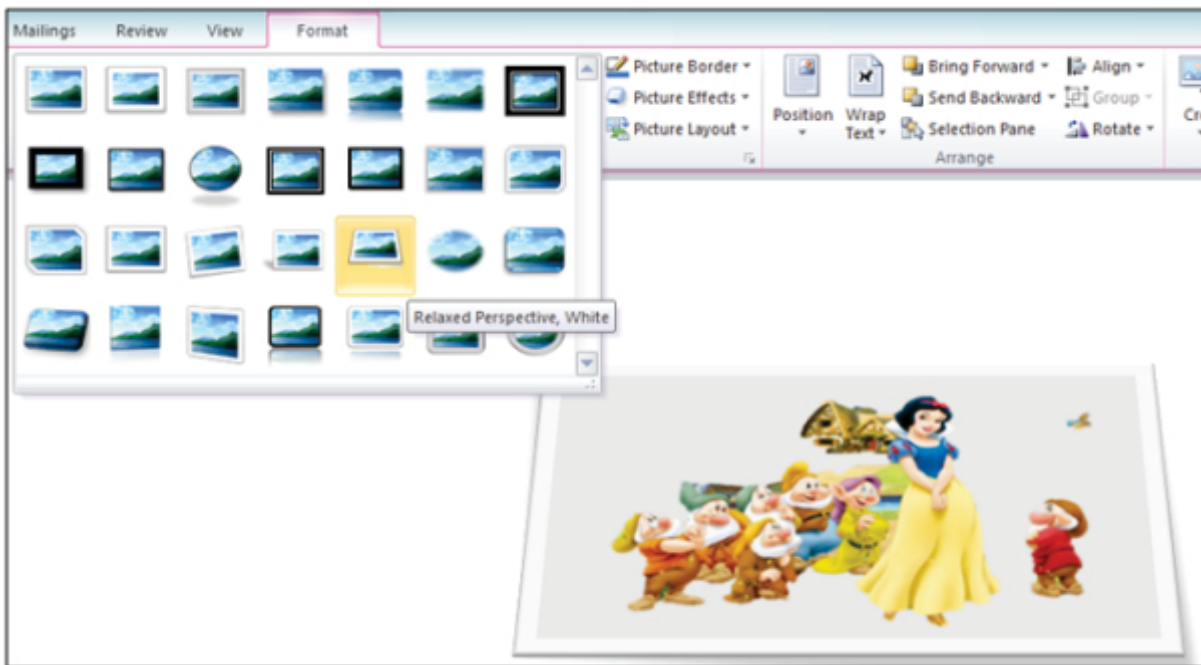 Mailings Review View Format
Picture Border Bring Forward Align
Picture Effects Position Wrap Text Send Backward Group
Picture Layout Selection Pane Rotate
Arrange
Relaxed Perspective, White